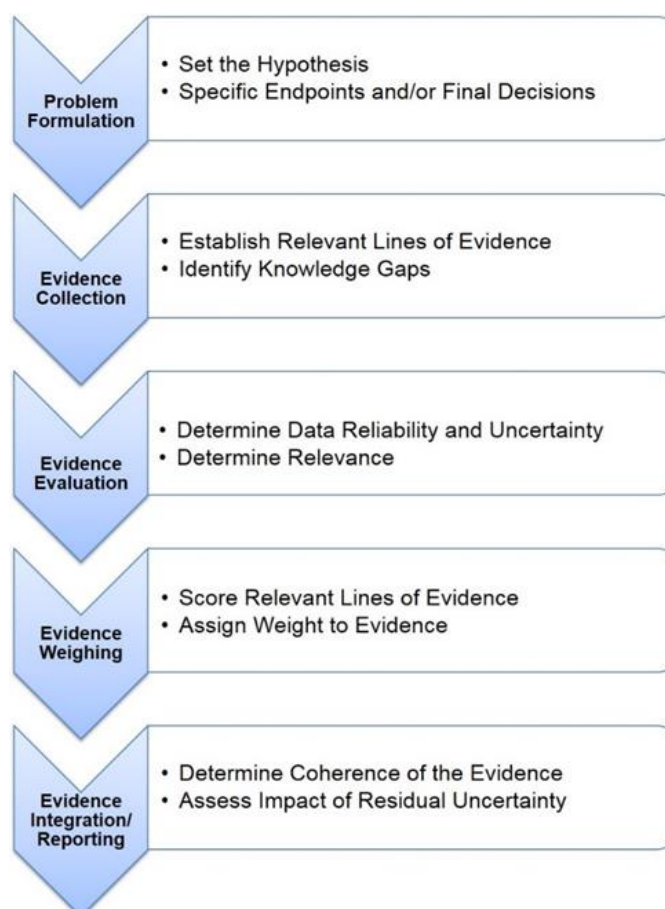 Problem
Formulation
• Set the Hypothesis
• Specific Endpoints and/or Final Decisions
Evidence
Collection
• Establish Relevant Lines of Evidence
• Identify Knowledge Gaps
Evidence
Evaluation
• Determine Data Reliability and Uncertainty
• Determine Relevance
Evidence
Weighing
• Score Relevant Lines of Evidence
• Assign Weight to Evidence
Evidence
Integration/
Reporting
• Determine Coherence of the Evidence
• Assess Impact of Residual Uncertainty